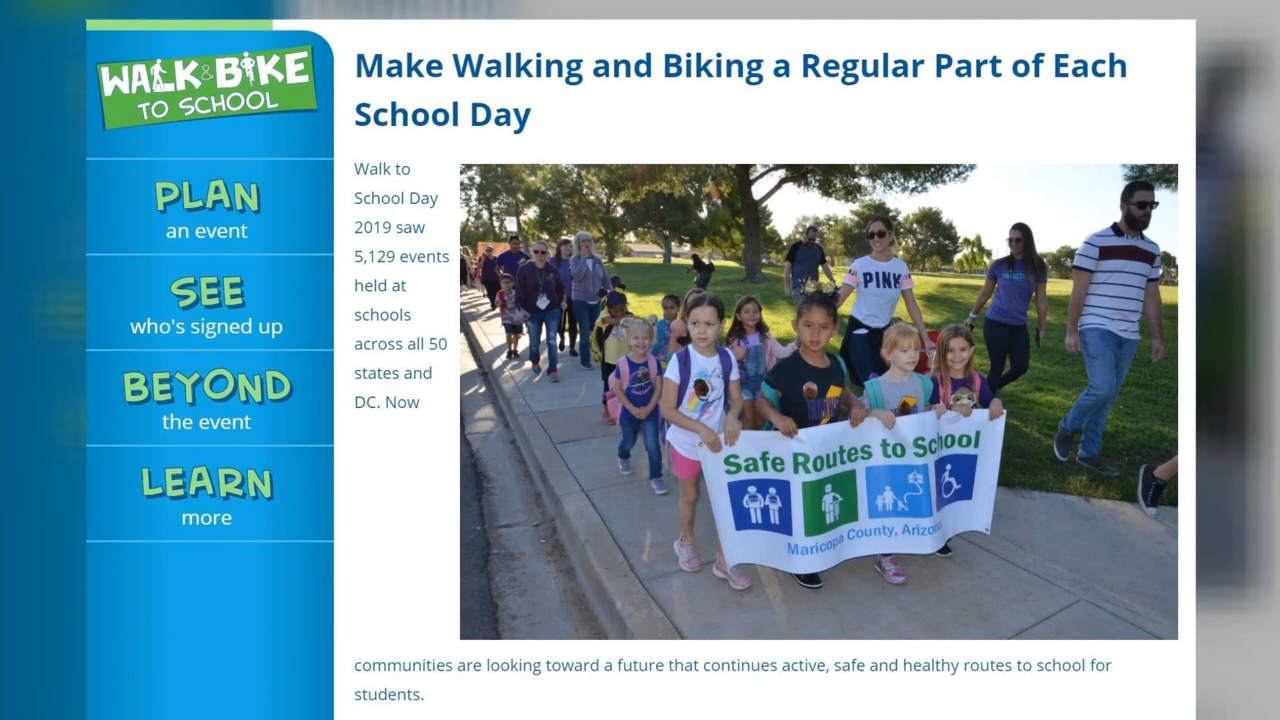 WALK & BIKE
TO SCHOOL
PLAN
an event
SEE
who's signed up
BEYOND
the event
LEARN
more
Make Walking and Biking a Regular Part of Each
School Day
Walk to
School Day
2019 saw
5,129 events
held at
schools
across all 50
states and
DC. Now
PINK
Safe Routes to School
Maricopa County, Arizona
communities are looking toward a future that continues active, safe and healthy routes to school for
students.